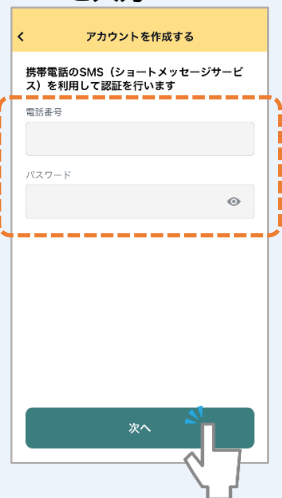 アカウントを作成する
携帯電話のSMS（ショートメッセージサービ
ス）を利用して認証を行います
電話番号
パスワード
次へ